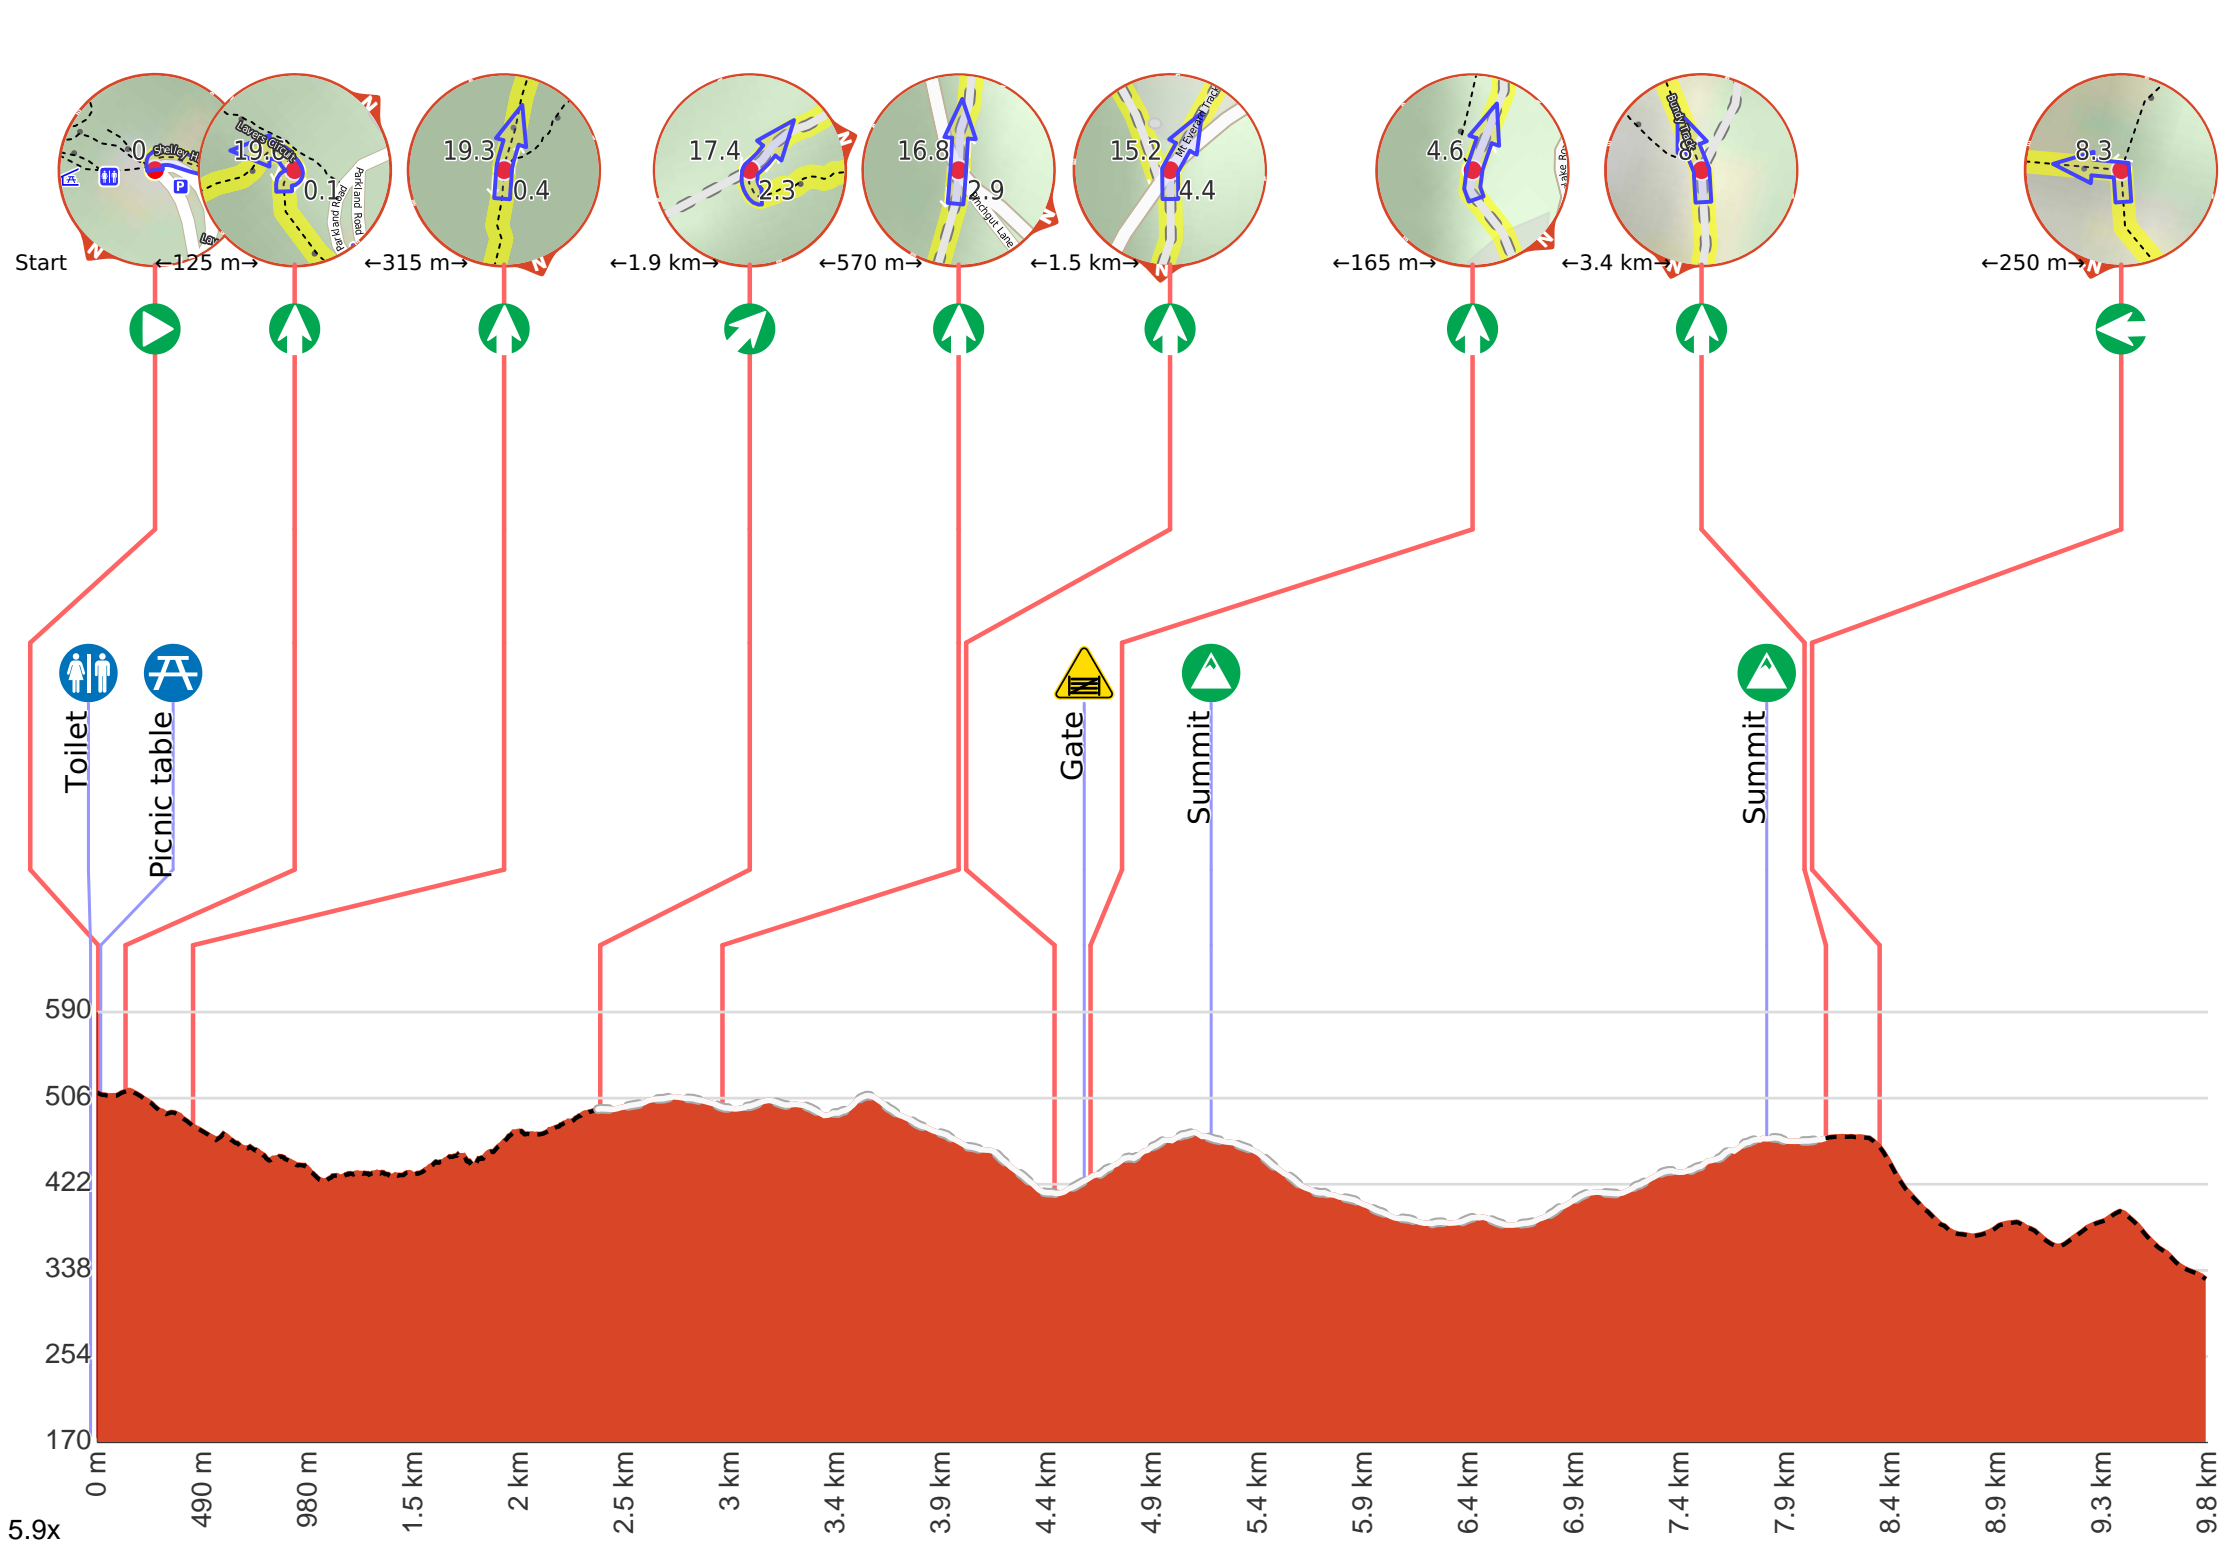 0
Shelley H
P
Lav
N
Start
N
Lavers Circuit
19.
0.1
Parkland Road
Parkland Road
←125 m→
19.3
0.4
N
←315 m→
17.4
2.3
N
←1.9 km→
16.8
2.9
nchgut Lane
N
←570 m→
15.2
4.4
Mt Everard Track
N
←1.5 km→
4.6
Lake Ro
N
←165 m→
Bundy Track
8
N
←3.4 km→
8.3
N
←250 m→
Toilet
Picnic table
Gate
Summit
Summit
590
506
422
338
254
170
0 m
490 m
980 m
1.5 km
2 km
2.5 km
3 km
3.4 km
3.9 km
4.4 km
4.9 km
5.4 km
5.9 km
6.4 km
6.9 km
7.4 km
7.9 km
8.4 km
8.9 km
9.3 km
9.8 km
5.9x